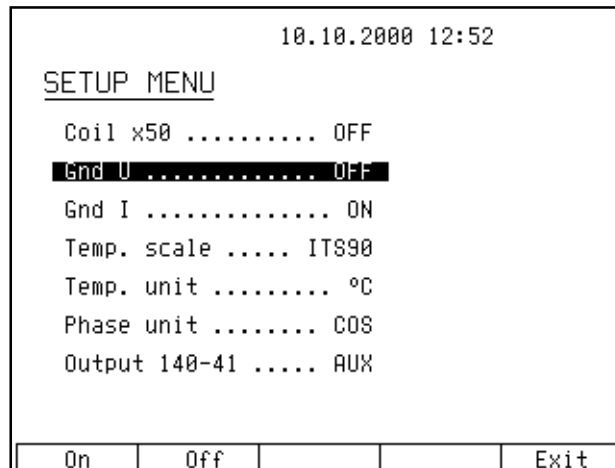 10.10.2000 12:52
SETUP MENU
Coil x50 .......... OFF
Gnd U .............. OFF
Gnd I .............. ON
Temp. scale ..... ITS90
Temp. unit ......... ºC
Phase unit ........ COS
Output 140-41 ..... AUX
On Off Exit